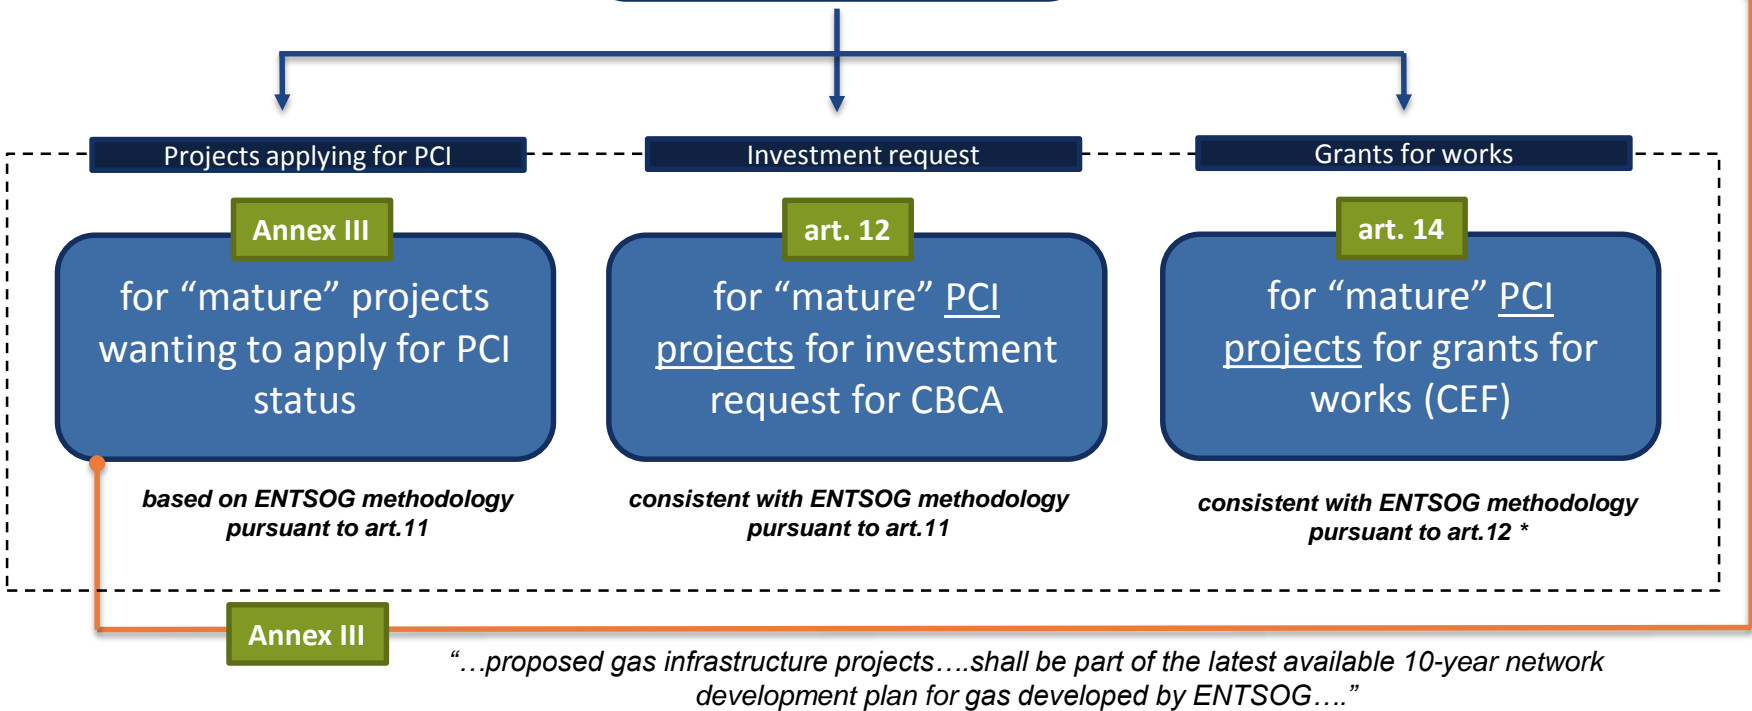 Projects applying for PCI
Investment request
Grants for works
Annex III
for “mature” projects
wanting to apply for PCI
status
art. 12
for “mature” PCI
projects for investment
request for CBCA
art. 14
for “mature” PCI
projects for grants for
works (CEF)
based on ENTSOG methodology
pursuant to art.11
consistent with ENTSOG methodology
pursuant to art.11
consistent with ENTSOG methodology
pursuant to art.12 *
Annex III
“…proposed gas infrastructure projects….shall be part of the latest available 10-year network
development plan for gas developed by ENTSOG….”